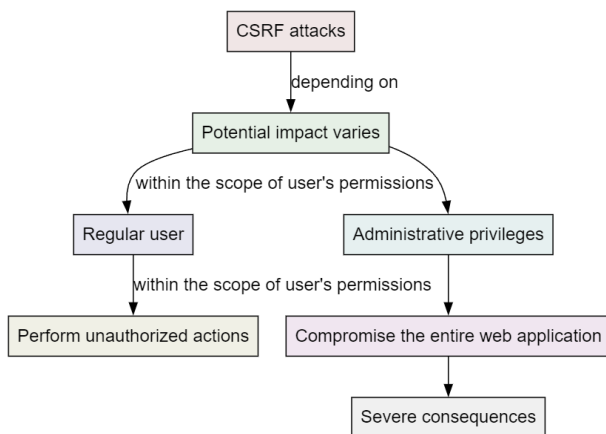 CSRF attacks
depending on
Potential impact varies
within the scope of user's permissions
Regular user
Administrative privileges
within the scope of user's permissions
Perform unauthorized actions
Compromise the entire web application
Severe consequences